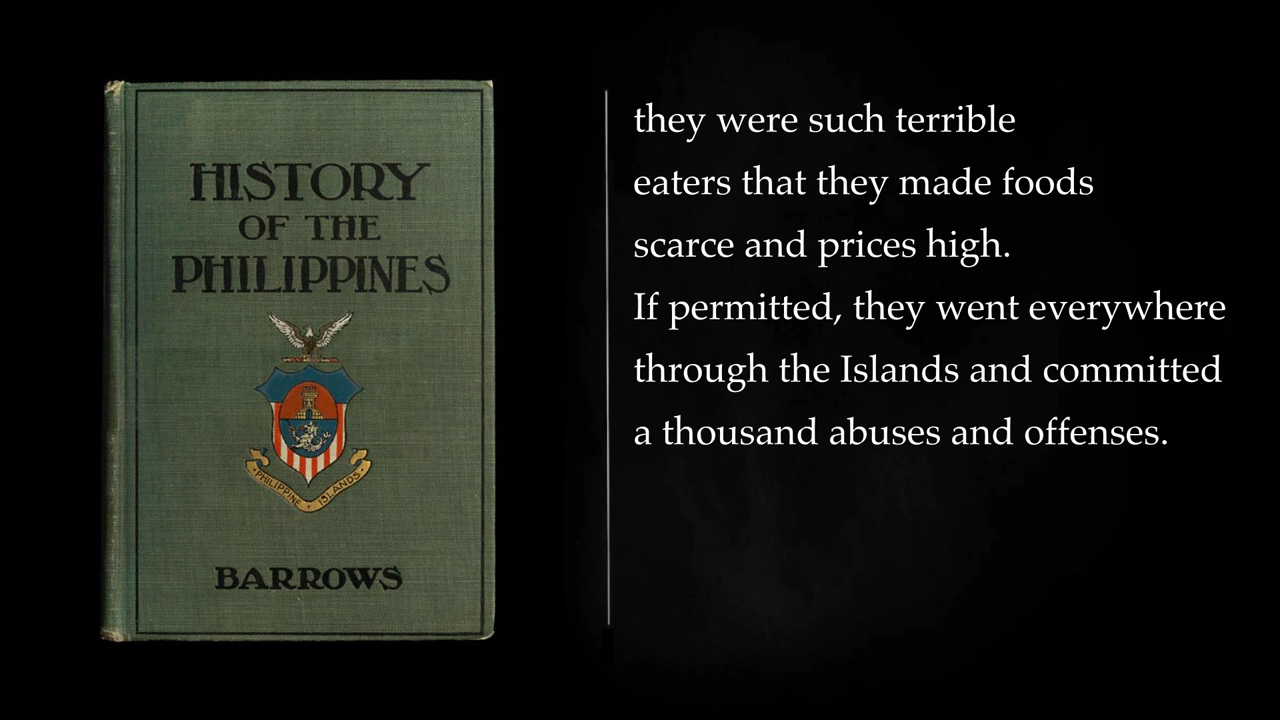 HISTORY
OF THE
PHILIPPINES
PHILIPPINE ISLANDS
BARROWS
they were such terrible
eaters that they made foods
scarce and prices high.
If permitted, they went everywhere
through the Islands and committed
a thousand abuses and offenses.